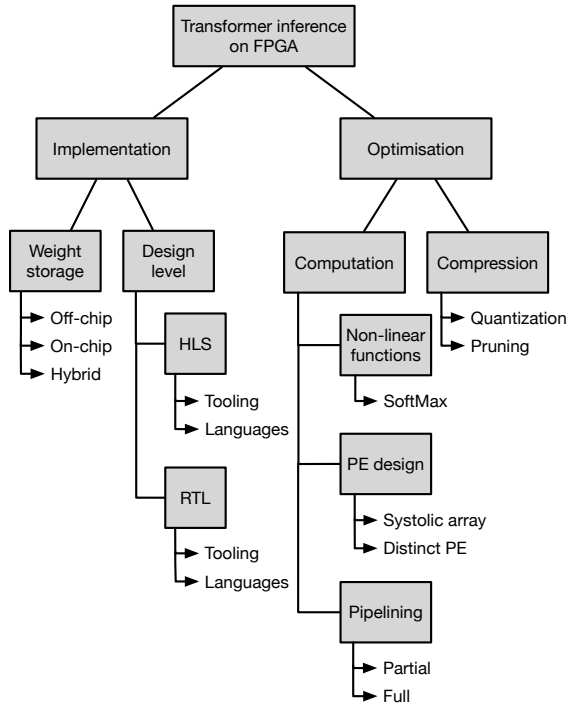 Transformer inference
on FPGA
Implementation
Optimisation
Weight
storage
Design
level
Computation
Compression
Off-chip
On-chip
Hybrid
HLS
Tooling
Languages
RTL
Tooling
Languages
Non-linear
functions
SoftMax
PE design
Systolic array
Distinct PE
Pipelining
Partial
Full
Quantization
Pruning